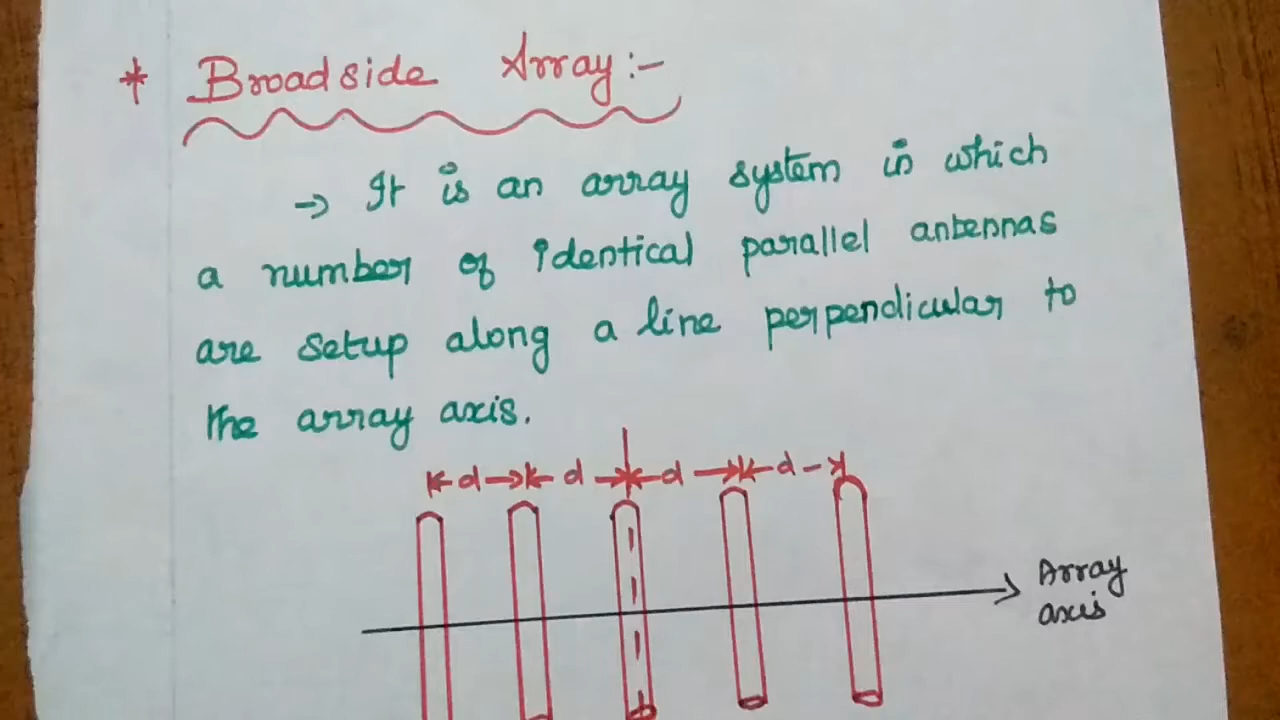 * Broadside Array:-
→ It is an array system in which
a number of identical parallel antennas
are setup along a line perpendicular to
the array axis.
d d d d
Array
axis